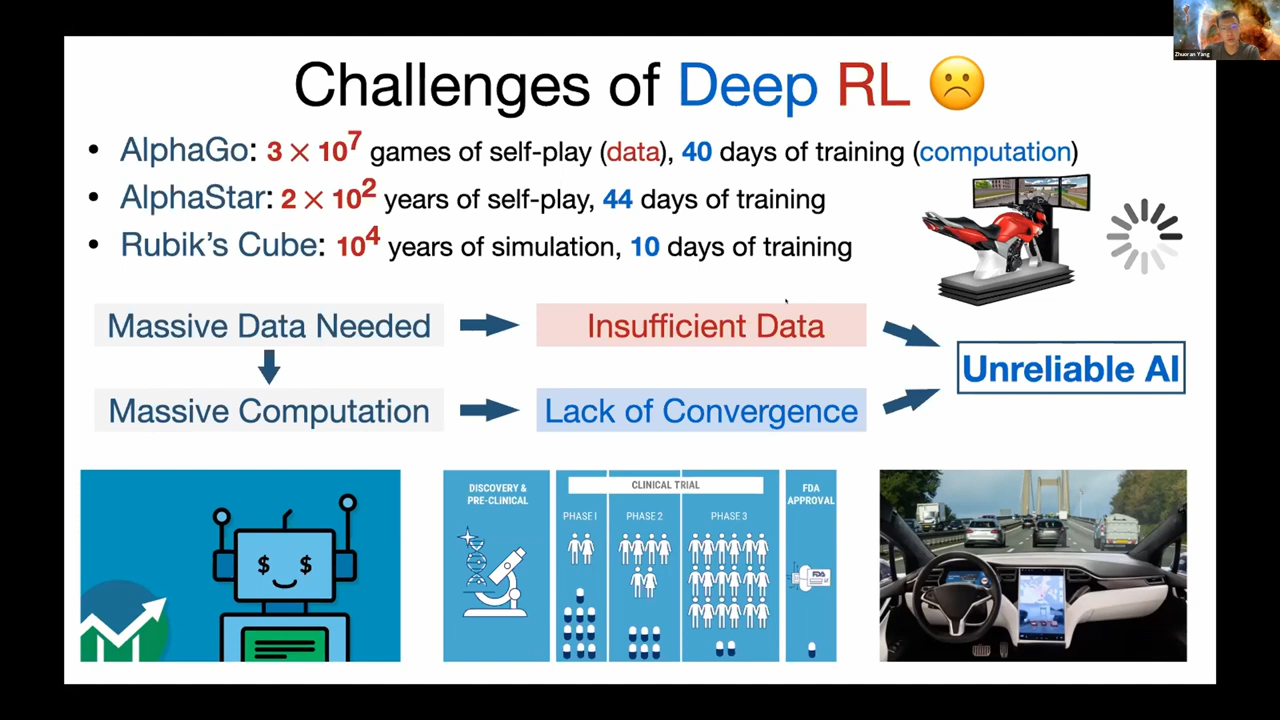 Zhuoran Yang
Challenges of Deep RL ☹️
• AlphaGo: 3 × 10⁷ games of self-play (data), 40 days of training (computation)
• AlphaStar: 2 × 10² years of self-play, 44 days of training
• Rubik's Cube: 10⁴ years of simulation, 10 days of training
Massive Data Needed
Insufficient Data
Unreliable AI
Massive Computation
Lack of Convergence
$ $
DISCOVERY &
PRE-CLINICAL
CLINICAL TRIAL
PHASE I
PHASE 2
PHASE 3
FDA
APPROVAL
FDA